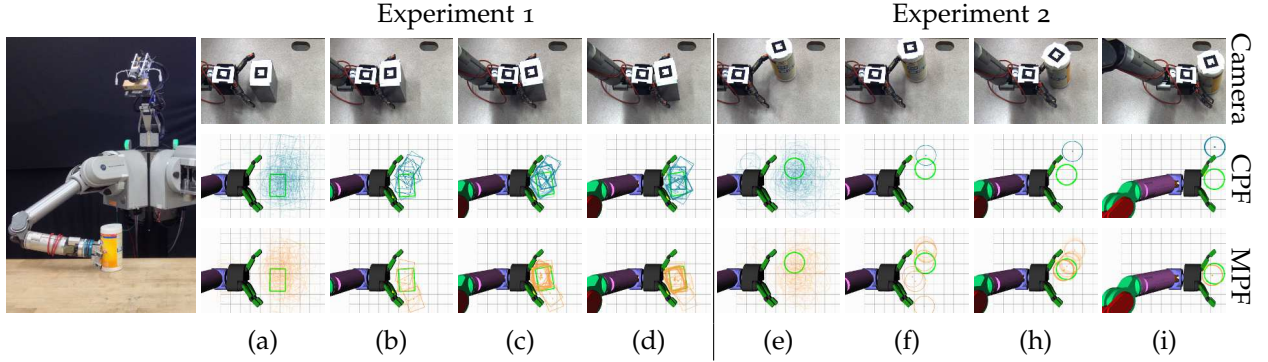 Experiment 1
Experiment 2
Camera
CPF
MPF
(a)
(b)
(c)
(d)
(e)
(f)
(h)
(i)